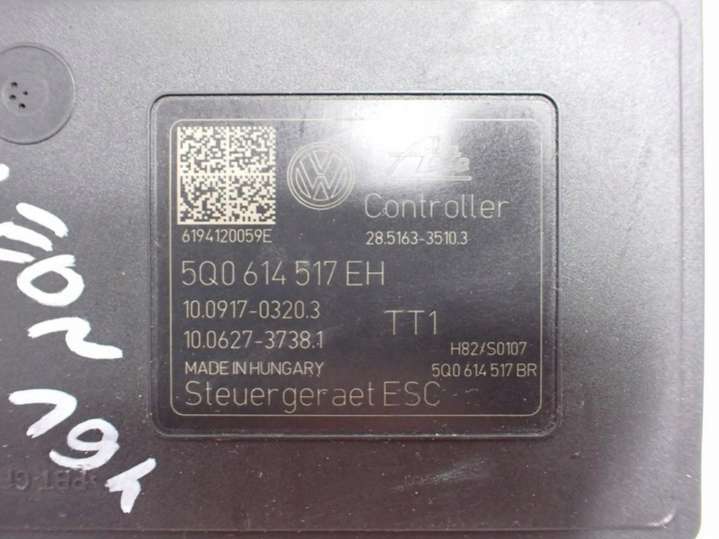 6194120059E
Controller
28.5163-3510.3
5Q0 614 517 EH
10.0917-0320.3
10.0627-3738.1
TT1
H82/S0107
MADE IN HUNGARY
5Q0 614 517 BR
Steuergeraet ESC